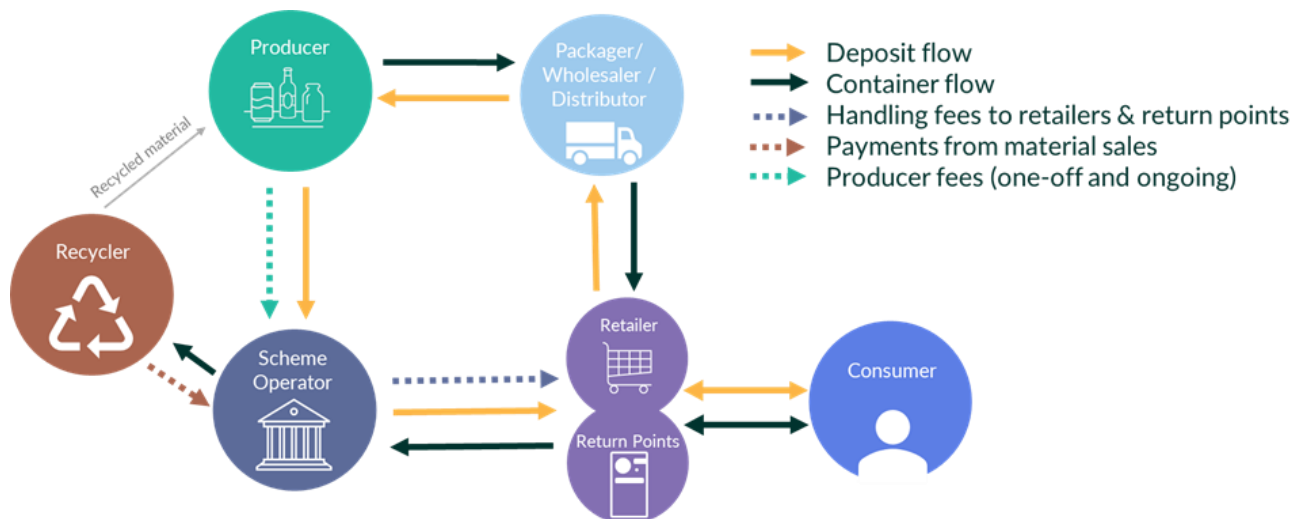 Producer
Packager/
Wholesaler /
Distributor
Deposit flow
Container flow
Handling fees to retailers & return points
Payments from material sales
Producer fees (one-off and ongoing)
Recycled material
Recycler
Scheme
Operator
Retailer
Return Points
Consumer